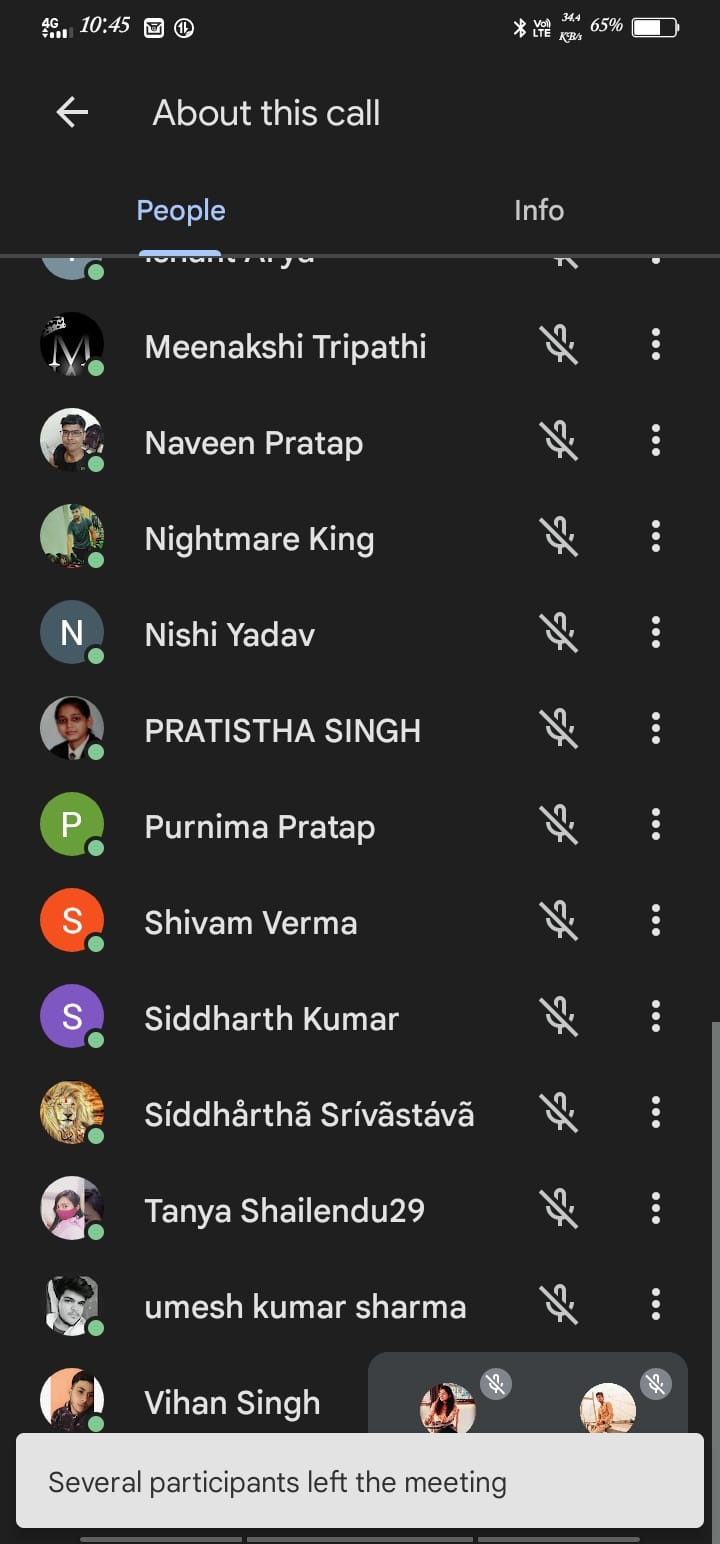 4G 10:45 Vo) LTE 34.4 KB/s 65%
About this call
People Info
Meenakshi Tripathi
Naveen Pratap
Nightmare King
N Nishi Yadav
PRATISTHA SINGH
P Purnima Pratap
S Shivam Verma
S Siddharth Kumar
Síddhårthã Srívãstávã
Tanya Shailendu29
umesh kumar sharma
Vihan Singh
Several participants left the meeting